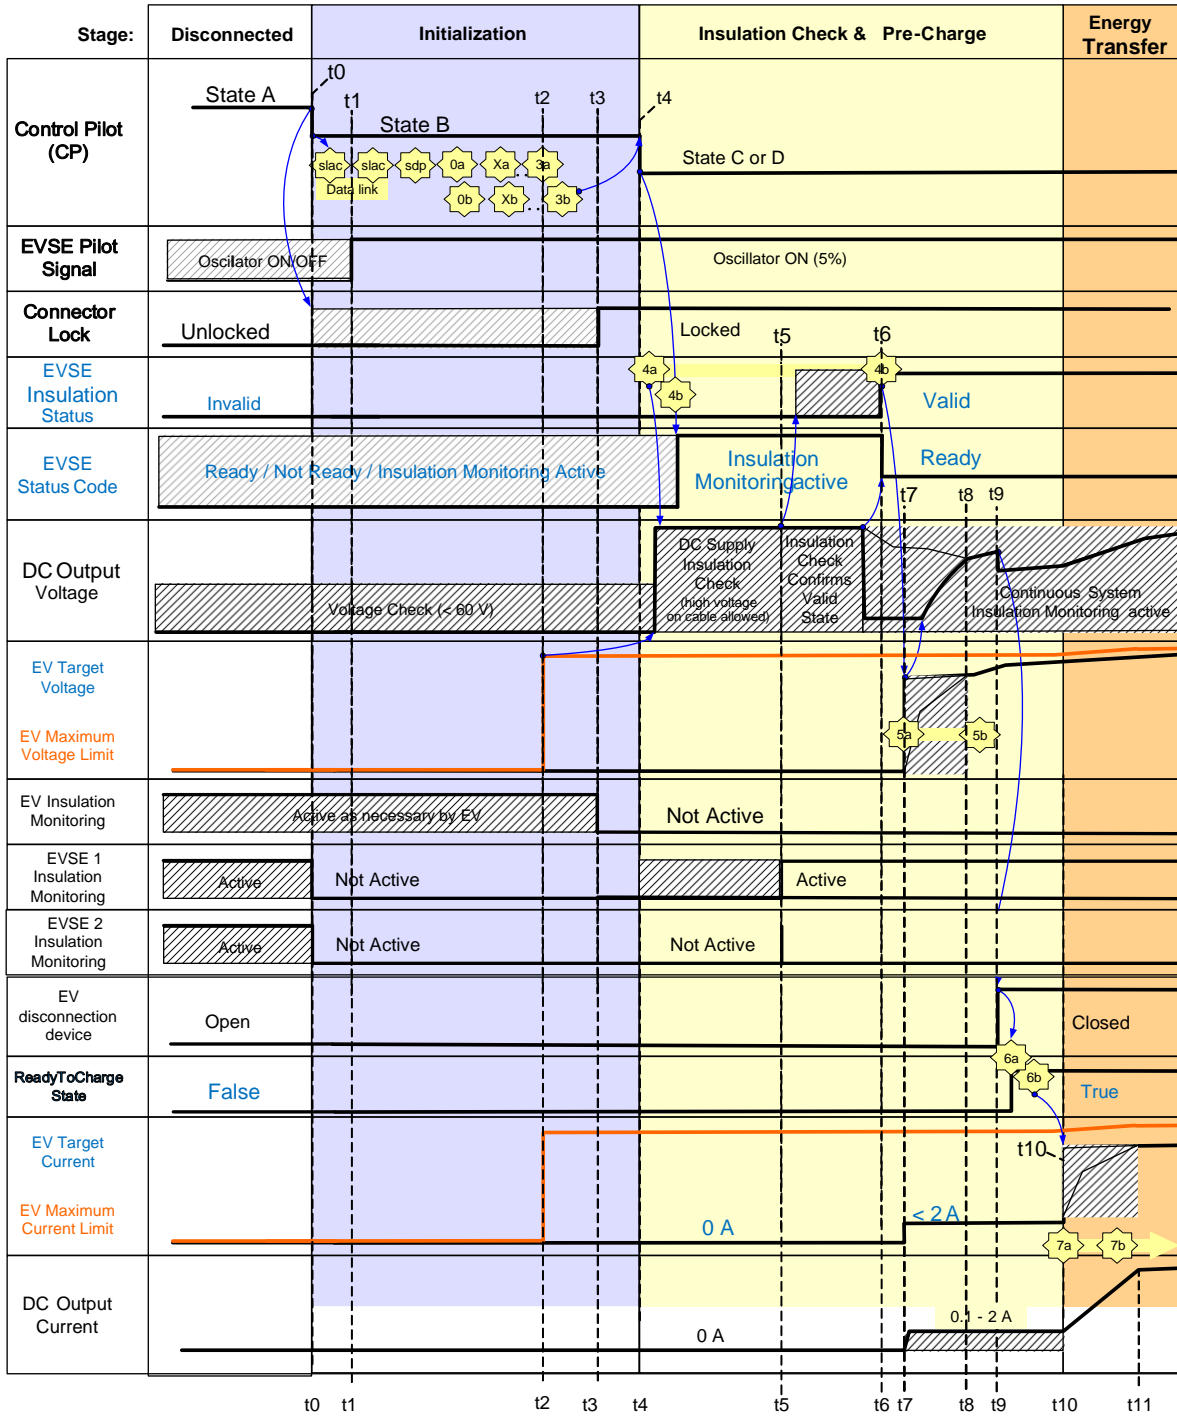 Stage:
Disconnected
Initialization
Insulation Check & Pre-Charge
Energy
Transfer
Control Pilot
(CP)
State A
t0
t1
t2
t3
t4
State B
State C or D
slac
slac
sdp
0a
Xa
..
3a
Data link
0b
Xb
..
3b
EVSE Pilot
Signal
Oscilator ON/OFF
Oscillator ON (5%)
Connector
Lock
Unlocked
Locked
t5
t6
EVSE
Insulation
Status
Invalid
4a
4b
4b
Valid
EVSE
Status Code
Ready / Not Ready / Insulation Monitoring Active
Insulation
Monitoringactive
Ready
t7
t8
t9
DC Output
Voltage
Voltage Check (< 60 V)
DC Supply
Insulation
Check
(high voltage
on cable allowed)
Insulation
Check
Confirms
Valid
State
Continuous System
Insulation Monitoring active
EV Target
Voltage
EV Maximum
Voltage Limit
5a
5b
EV Insulation
Monitoring
Active as necessary by EV
Not Active
EVSE 1
Insulation
Monitoring
Active
Not Active
Active
EVSE 2
Insulation
Monitoring
Active
Not Active
Not Active
EV
disconnection
device
Open
Closed
ReadyToCharge
State
False
6a
6b
True
EV Target
Current
EV Maximum
Current Limit
0 A
< 2 A
t10
7a
7b
DC Output
Current
0 A
0.1 - 2 A
t0 t1 t2 t3 t4 t5 t6 t7 t8 t9 t10 t11